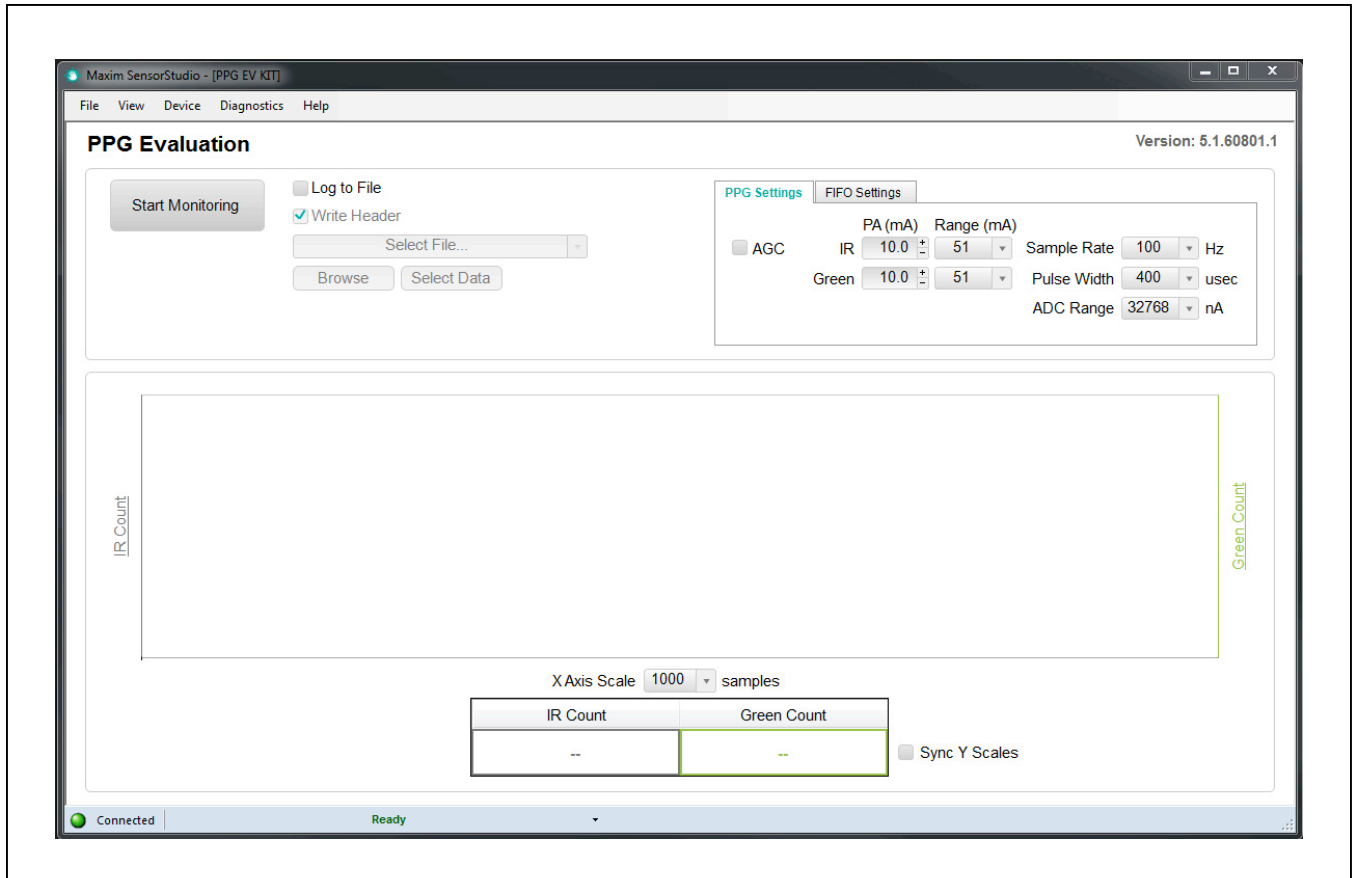 Maxim SensorStudio - [PPG EV KIT]
File View Device Diagnostics Help
PPG Evaluation
Version: 5.1.60801.1
Start Monitoring
Log to File
Write Header
Select File...
Browse Select Data
PPG Settings FIFO Settings
PA (mA) Range (mA)
AGC IR 10.0 51 Sample Rate 100 Hz
Green 10.0 51 Pulse Width 400 usec
ADC Range 32768 nA
IR Count
Green Count
X Axis Scale 1000 samples
IR Count Green Count
-- --
Sync Y Scales
Connected Ready